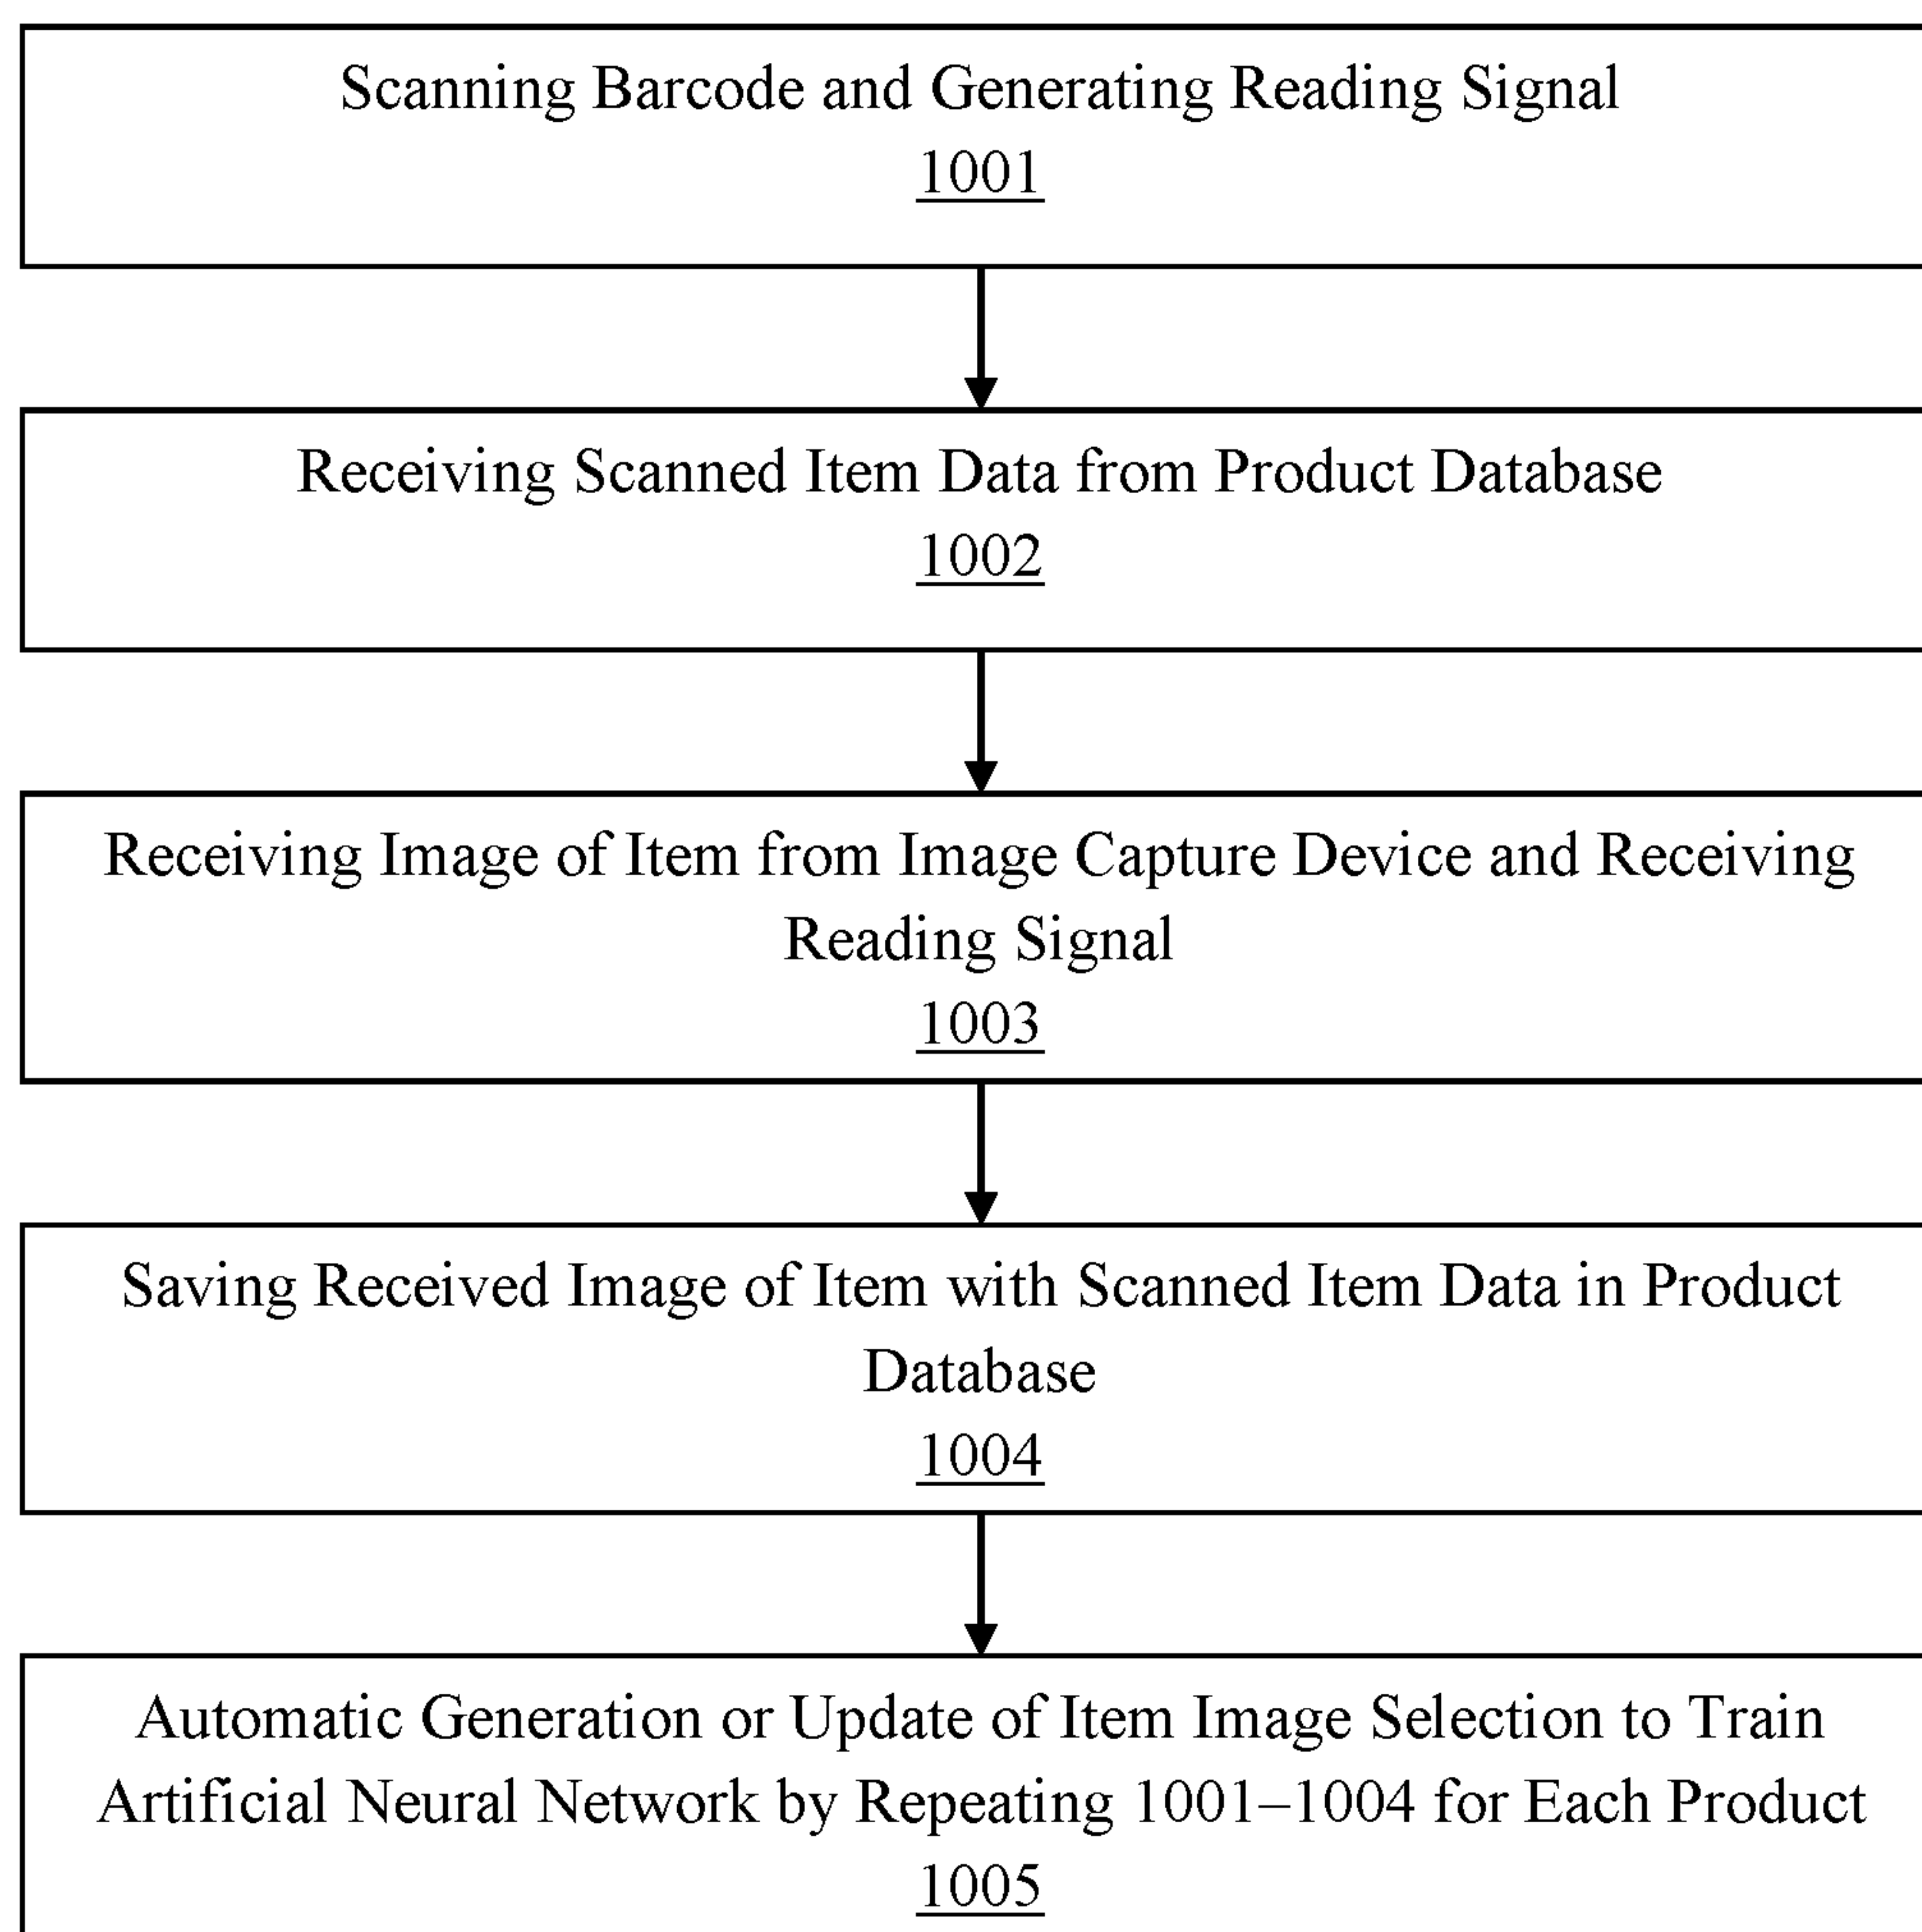 Scanning Barcode and Generating Reading Signal
1001
Receiving Scanned Item Data from Product Database
1002
Receiving Image of Item from Image Capture Device and Receiving
Reading Signal
1003
Saving Received Image of Item with Scanned Item Data in Product
Database
1004
Automatic Generation or Update of Item Image Selection to Train
Artificial Neural Network by Repeating 1001–1004 for Each Product
1005